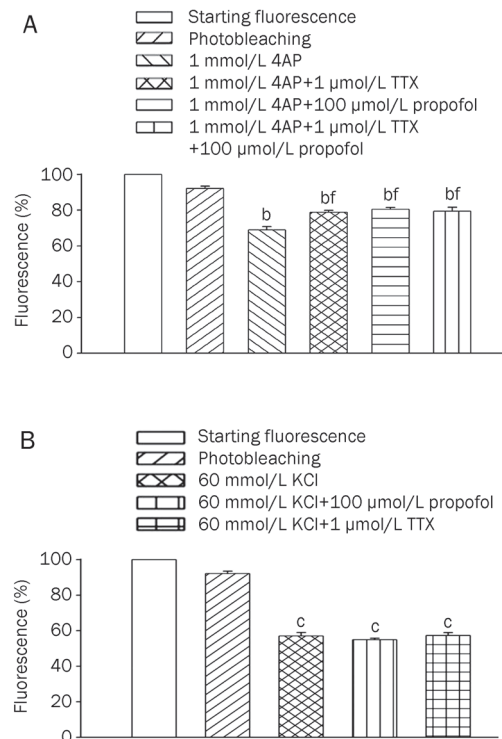 A
Starting fluorescence
Photobleaching
1 mmol/L 4AP
1 mmol/L 4AP+1 µmol/L TTX
1 mmol/L 4AP+100 µmol/L propofol
1 mmol/L 4AP+1 µmol/L TTX
+100 µmol/L propofol
Fluorescence (%)
100
80
60
40
20
0
b
bf
bf
bf
B
Starting fluorescence
Photobleaching
60 mmol/L KCl
60 mmol/L KCl+100 µmol/L propofol
60 mmol/L KCl+1 µmol/L TTX
Fluorescence (%)
100
80
60
40
20
0
c
c
c